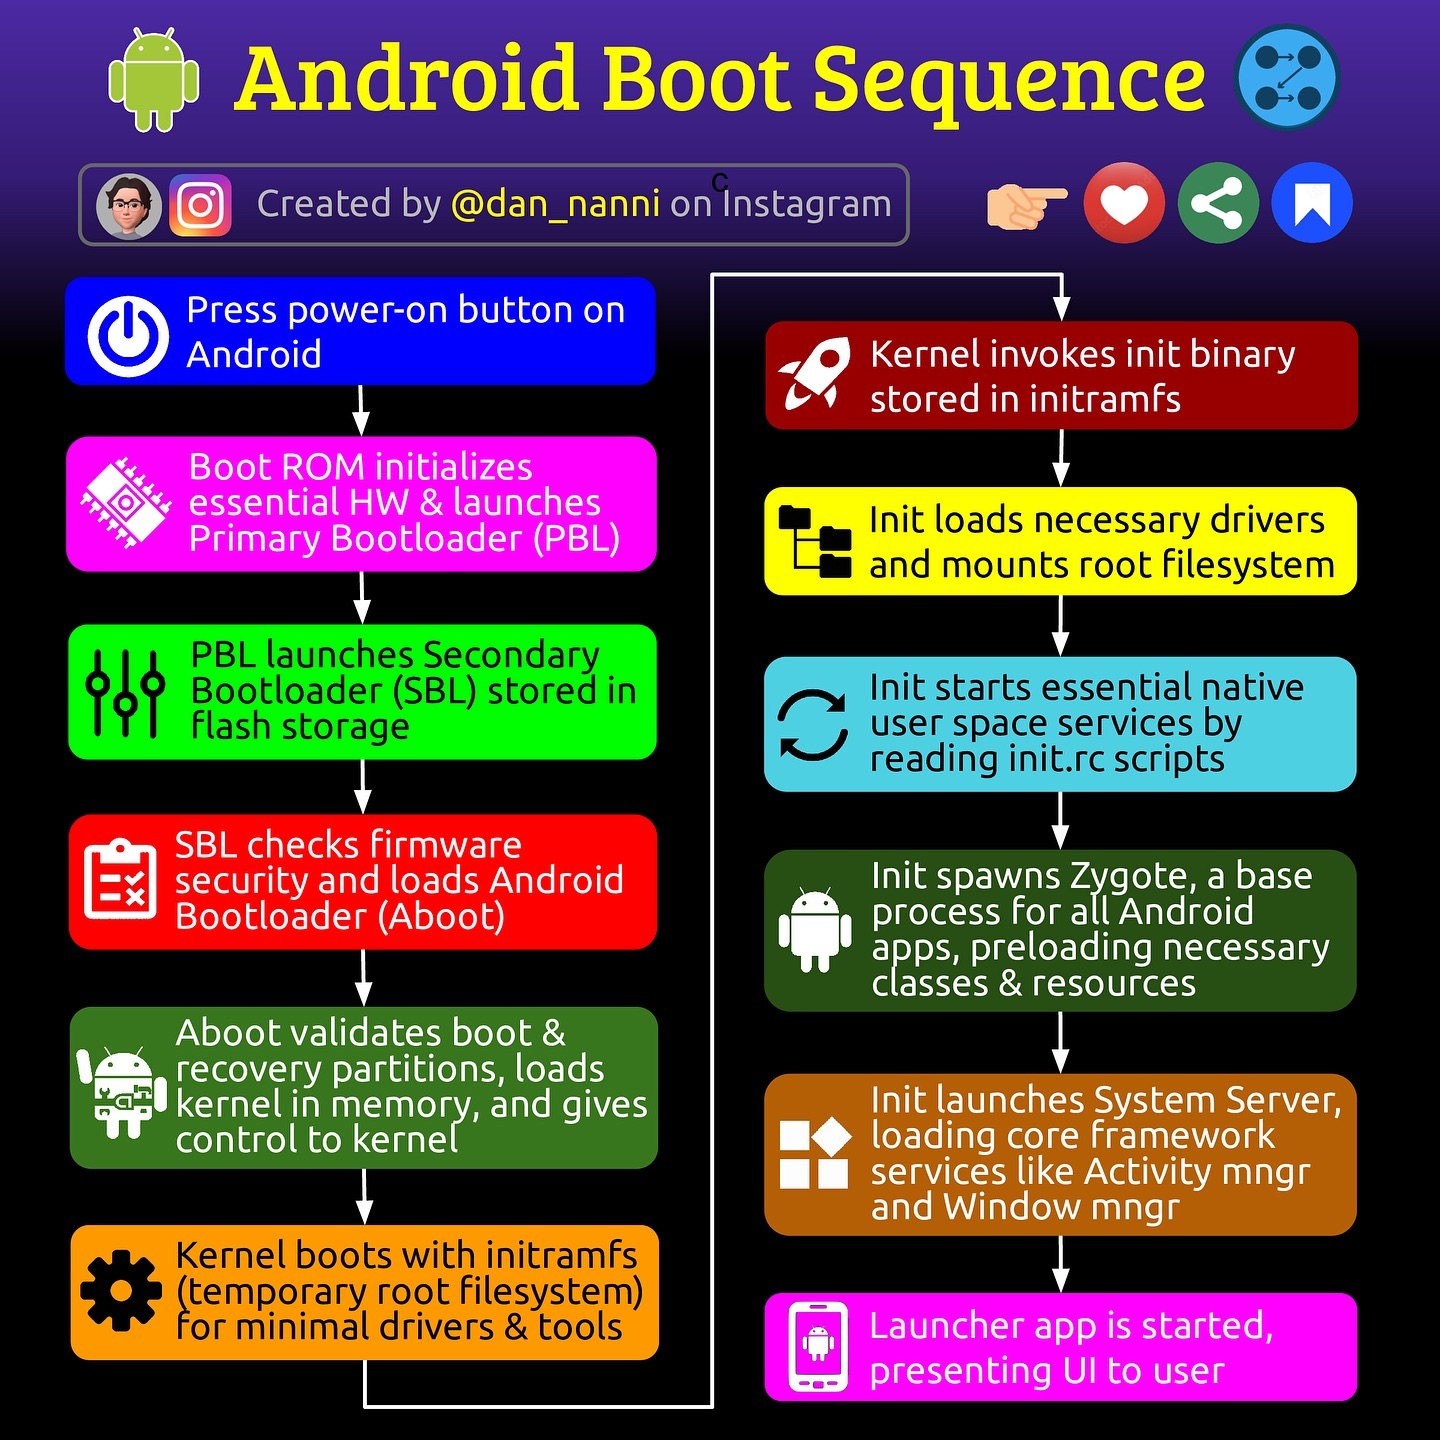 Android Boot Sequence
Created by @dan_nanni on Instagram
c
Press power-on button on
Android
Boot ROM initializes
essential HW & launches
Primary Bootloader (PBL)
PBL launches Secondary
Bootloader (SBL) stored in
flash storage
SBL checks firmware
security and loads Android
Bootloader (Aboot)
Aboot validates boot &
recovery partitions, loads
kernel in memory, and gives
control to kernel
Kernel boots with initramfs
(temporary root filesystem)
for minimal drivers & tools
Kernel invokes init binary
stored in initramfs
Init loads necessary drivers
and mounts root filesystem
Init starts essential native
user space services by
reading init.rc scripts
Init spawns Zygote, a base
process for all Android
apps, preloading necessary
classes & resources
Init launches System Server,
loading core framework
services like Activity mngr
and Window mngr
Launcher app is started,
presenting UI to user